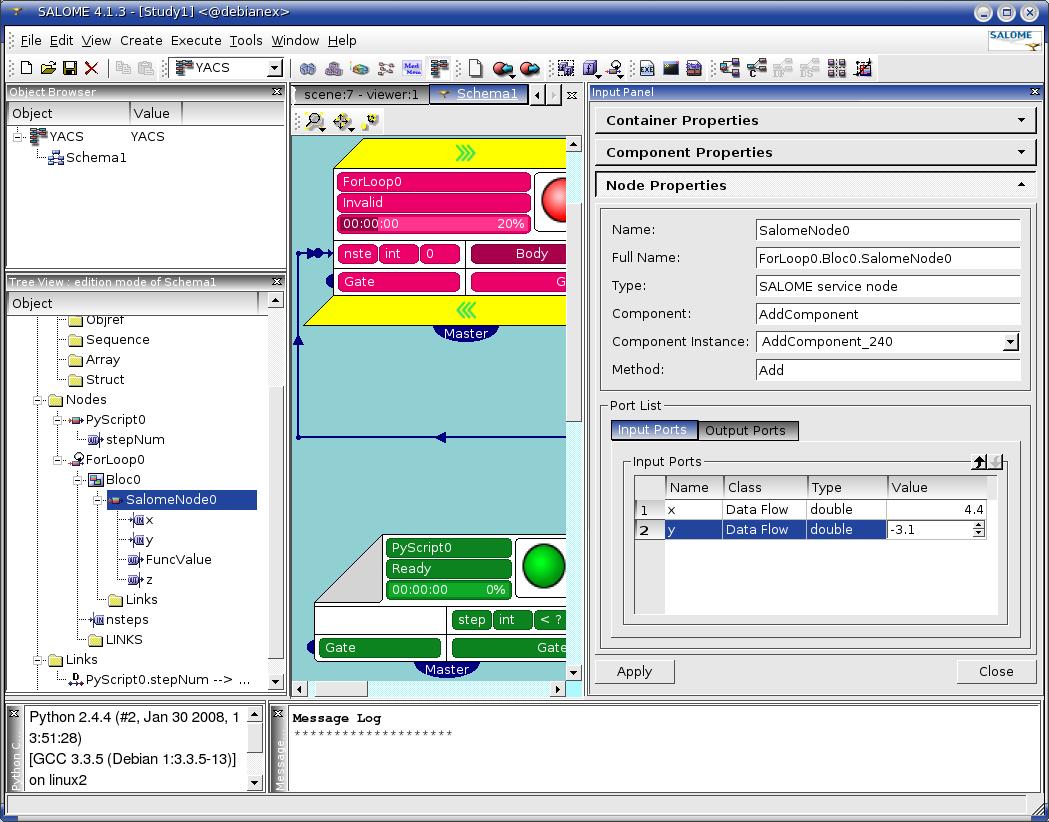 SALOME 4.1.3 - [Study1] <@debianex>
File Edit View Create Execute Tools Window Help
SALOME
YACS
Object Browser
Object Value
YACS YACS
Schema1
Tree View : edition mode of Schema1
Object
Objref
Sequence
Array
Struct
Nodes
PyScript0
stepNum
ForLoop0
Bloc0
SalomeNode0
x
y
FuncValue
z
Links
nsteps
LINKS
Links
PyScript0.stepNum --> ...
scene:7 - viewer:1 Schema1
ForLoop0
Invalid
00:00:00 20%
nste int 0 Body
Gate G
Master
PyScript0
Ready
00:00:00 0%
step int < ?
Gate Gate
Master
Input Panel
Container Properties
Component Properties
Node Properties
Name: SalomeNode0
Full Name: ForLoop0.Bloc0.SalomeNode0
Type: SALOME service node
Component: AddComponent
Component Instance: AddComponent_240
Method: Add
Port List
Input Ports Output Ports
Input Ports
Name Class Type Value
1 x Data Flow double 4.4
2 y Data Flow double -3.1
Apply Close
Python C...
Python 2.4.4 (#2, Jan 30 2008, 1
3:51:28)
[GCC 3.3.5 (Debian 1:3.3.5-13)]
on linux2
Message...
Message Log
********************